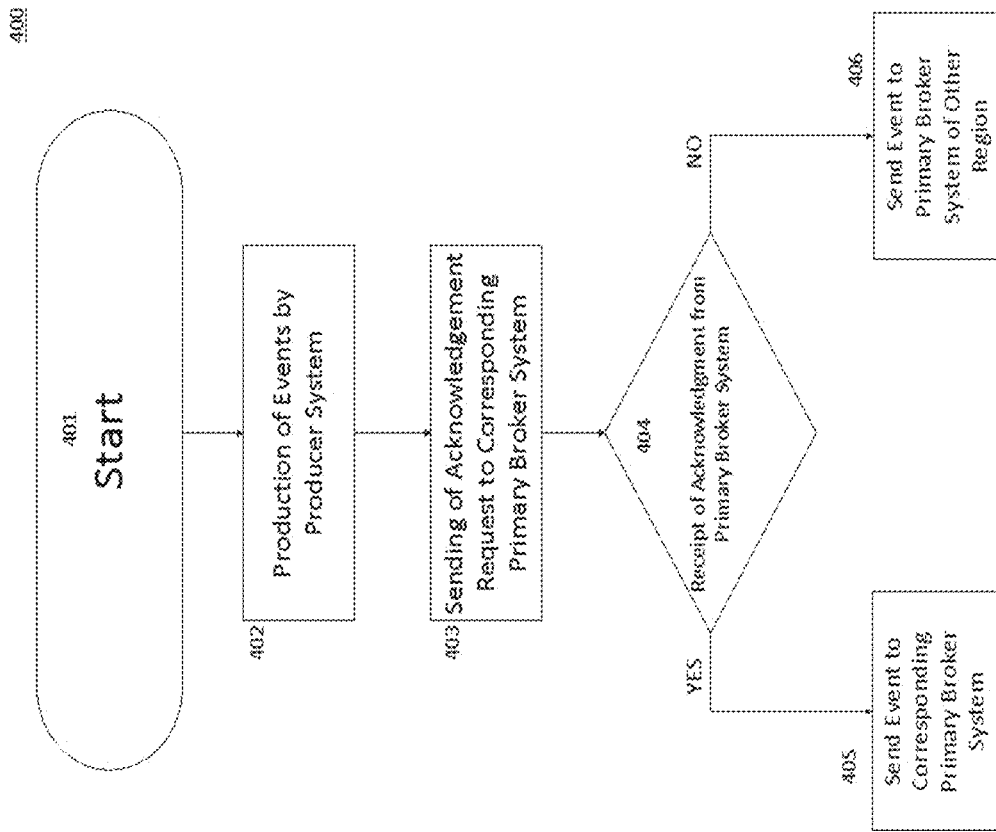 400
401
Start
402
Production of Events by
Producer System
403
Sending of Acknowledgement
Request to Corresponding
Primary Broker System
404
Receipt of Acknowledgment from
Primary Broker System
YES
NO
405
Send Event to
Corresponding
Primary Broker
System
406
Send Event to
Primary Broker
System of Other
Region